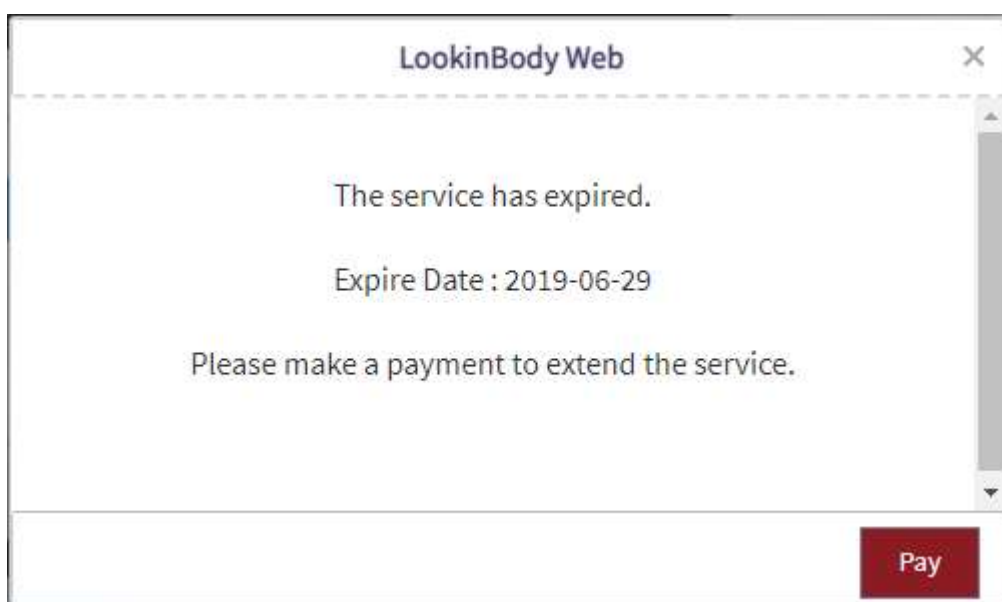 LookinBody Web
The service has expired.
Expire Date : 2019-06-29
Please make a payment to extend the service.
Pay